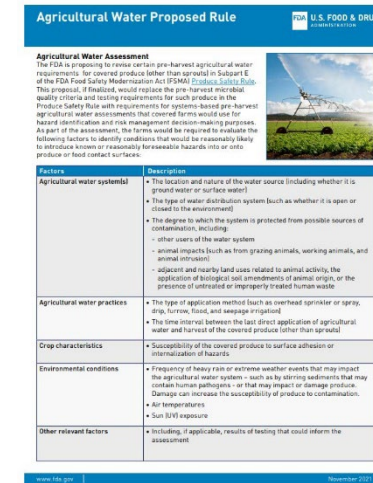 Agricultural Water Proposed Rule
FDA U.S. FOOD & DRU
ADMINISTRATION
Agricultural Water Assessment
The FDA is proposing to revise certain pre-harvest agricultural water
requirements for covered produce (other than sprouts) in Subpart E
of the FDA Food Safety Modernization Act (FSMA) Produce Safety Rule.
This proposal, if finalized, would replace the pre-harvest microbial
quality criteria and testing requirements for such produce in the
Produce Safety Rule with requirements for systems-based pre-harvest
agricultural water assessments that covered farms would use for
hazard identification and risk management decision-making purposes.
As part of the assessment, the farms would be required to evaluate the
following factors to identify conditions that would be reasonably likely
to introduce known or reasonably foreseeable hazards into or onto
produce or food contact surfaces:
Factors Description
Agricultural water system(s) • The location and nature of the water source (including whether it is
ground water or surface water)
• The type of water distribution system (such as whether it is open or
closed to the environment)
• The degree to which the system is protected from possible sources of
contamination, including:
- other users of the water system
- animal impacts (such as from grazing animals, working animals, and
animal intrusion)
- adjacent and nearby land uses related to animal activity, the
application of biological soil amendments of animal origin, or the
presence of untreated or improperly treated human waste
Agricultural water practices • The type of application method (such as overhead sprinkler or spray,
drip, furrow, flood, and seepage irrigation)
• The time interval between the last direct application of agricultural
water and harvest of the covered produce (other than sprouts)
Crop characteristics • Susceptibility of the covered produce to surface adhesion or
internalization of hazards
Environmental conditions • Frequency of heavy rain or extreme weather events that may impact
the agricultural water system – such as by stirring sediments that may
contain human pathogens - or that may impact or damage produce.
Damage can increase the susceptibility of produce to contamination.
• Air temperatures
• Sun (UV) exposure
Other relevant factors • Including, if applicable, results of testing that could inform the
assessment
www.fda.gov November 2021